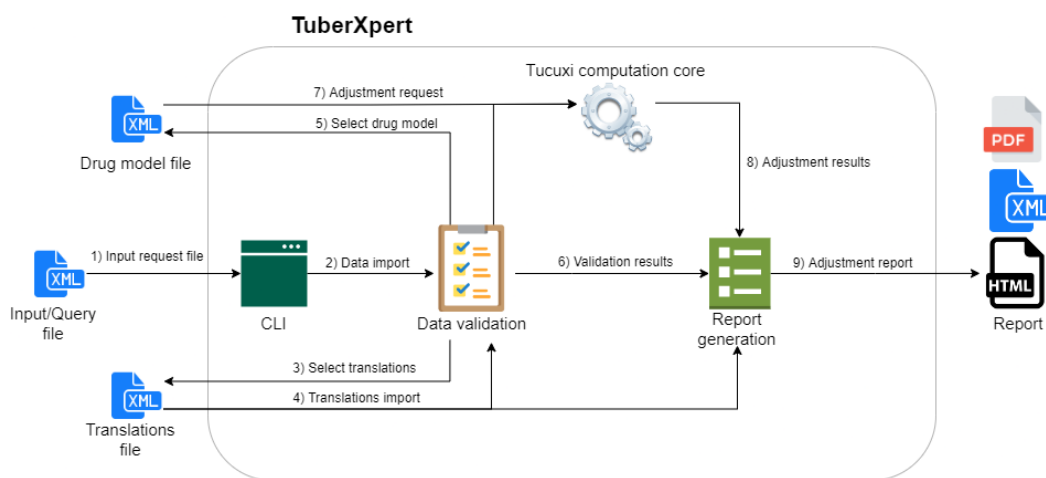 TuberXpert
Tucuxi computation core
7) Adjustment request
XML
5) Select drug model
Drug model file
PDF
8) Adjustment results
XML
1) Input request file
2) Data import
6) Validation results
9) Adjustment report
XML
HTML
Input/Query
file
CLI
Data validation
Report
generation
Report
3) Select translations
XML
4) Translations import
Translations
file